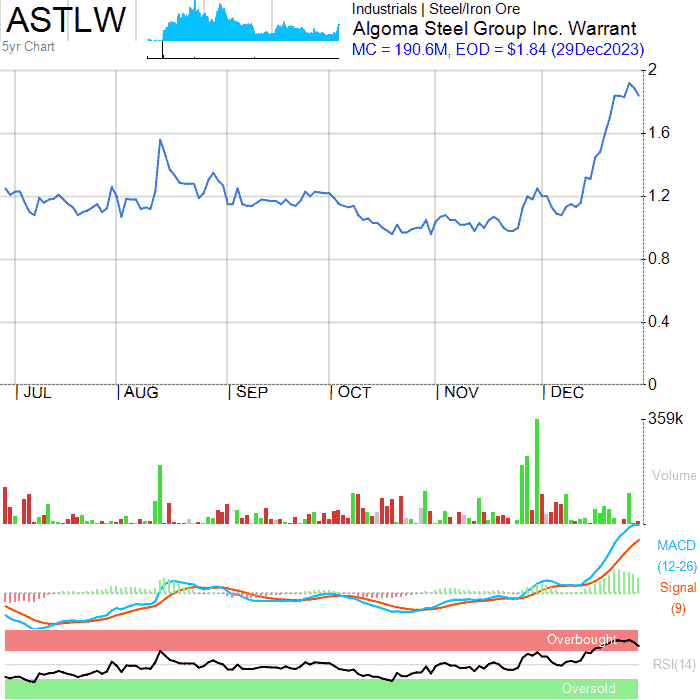 ASTLW
5yr Chart
Industrials | Steel/Iron Ore
Algoma Steel Group Inc. Warrant
MC = 190.6M, EOD = $1.84 (29Dec2023)
2
1.6
1.2
0.8
0.4
0
JUL
AUG
SEP
OCT
NOV
DEC
359k
Volume
MACD
(12-26)
Signal
(9)
Overbought
RSI(14)
Oversold